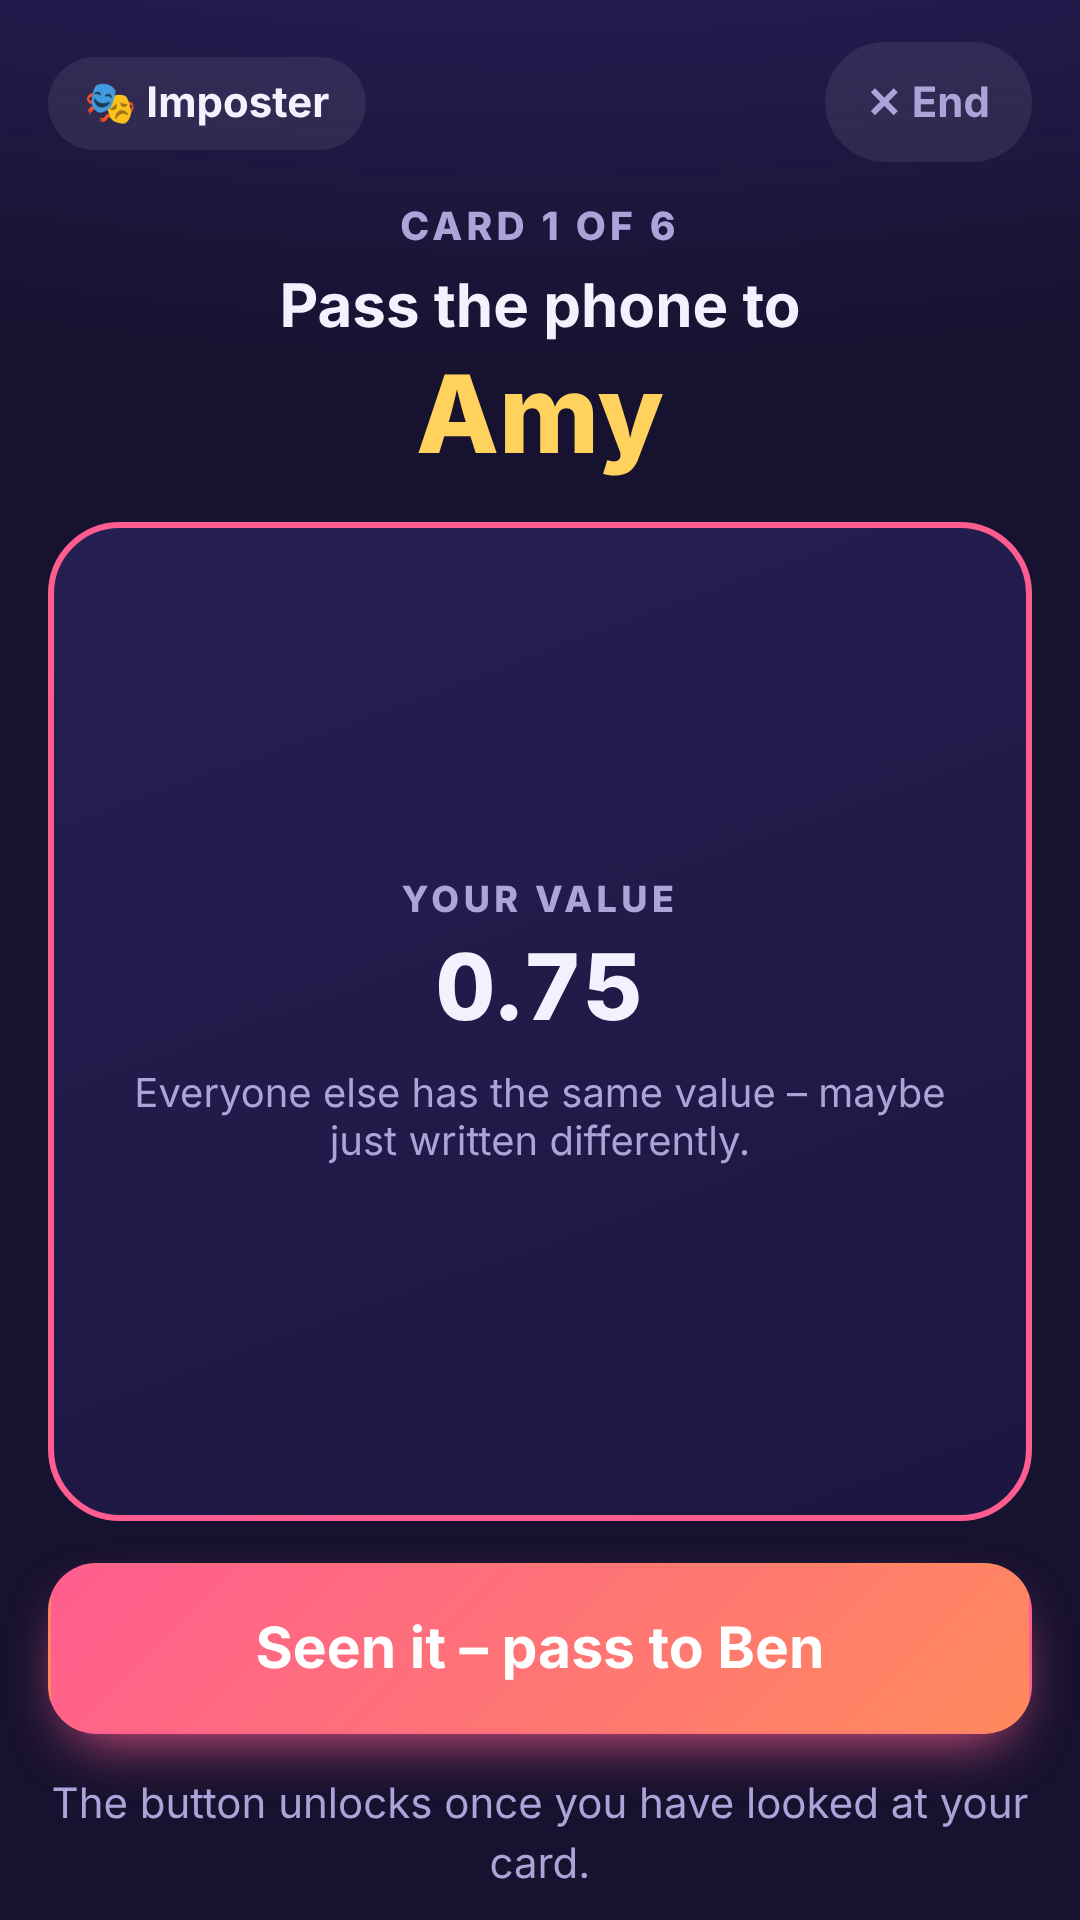 🎭 Imposter
✕ End
CARD 1 OF 6
Pass the phone to
Amy
YOUR VALUE
0.75
Everyone else has the same value – maybe
just written differently.
Seen it – pass to Ben
The button unlocks once you have looked at your
card.